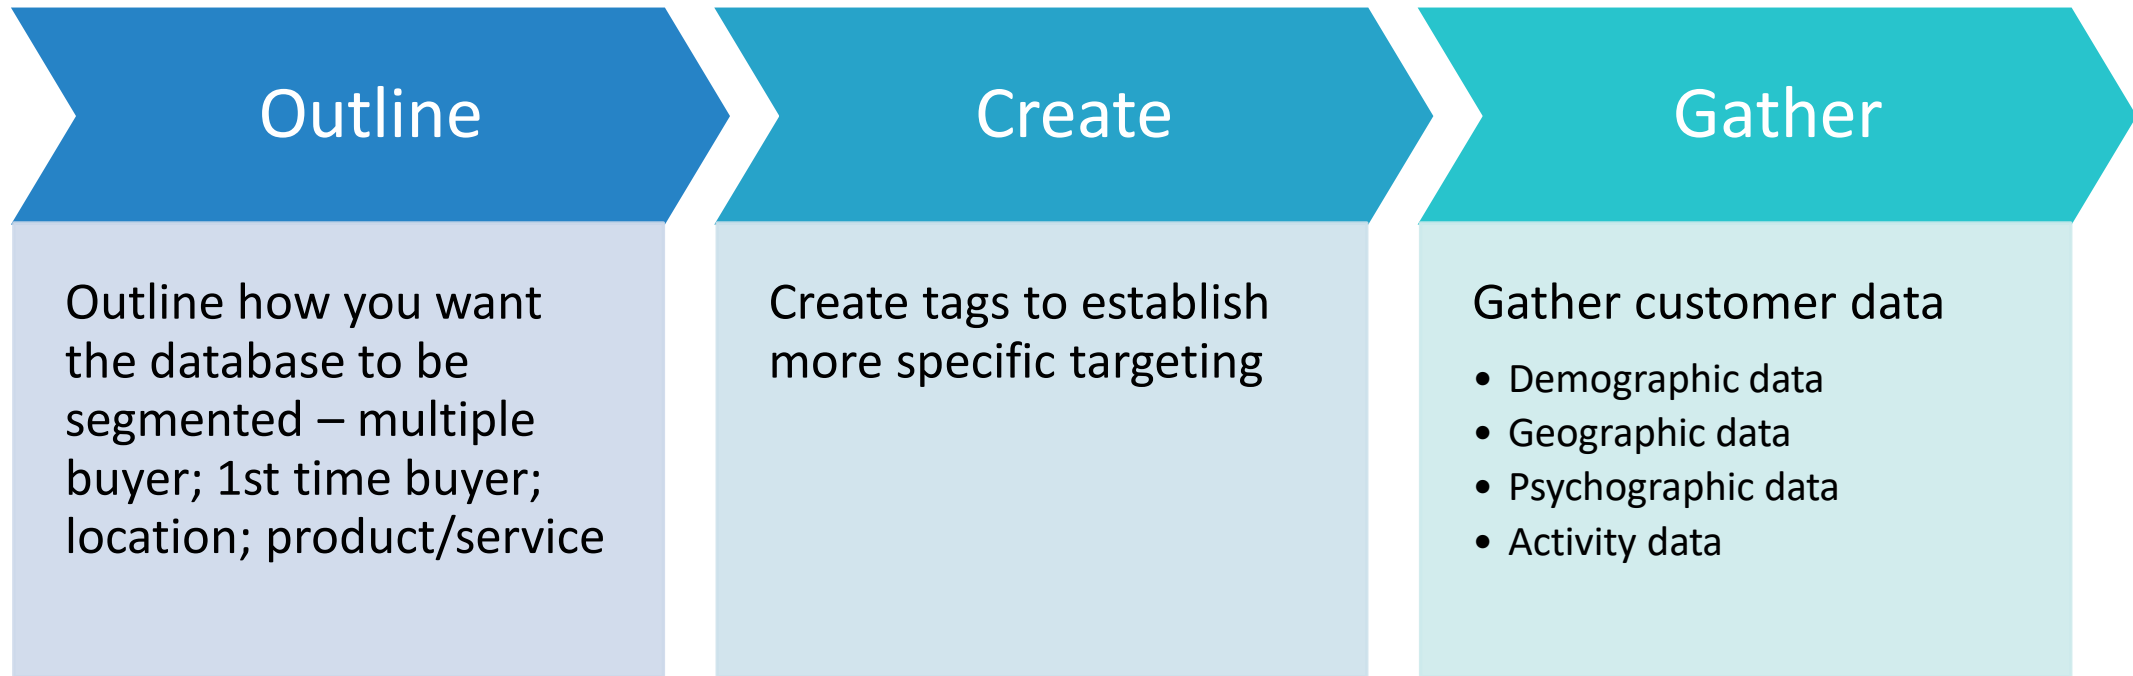 Outline
Outline how you want
the database to be
segmented – multiple
buyer; 1st time buyer;
location; product/service
Create
Create tags to establish
more specific targeting
Gather
Gather customer data
• Demographic data
• Geographic data
• Psychographic data
• Activity data